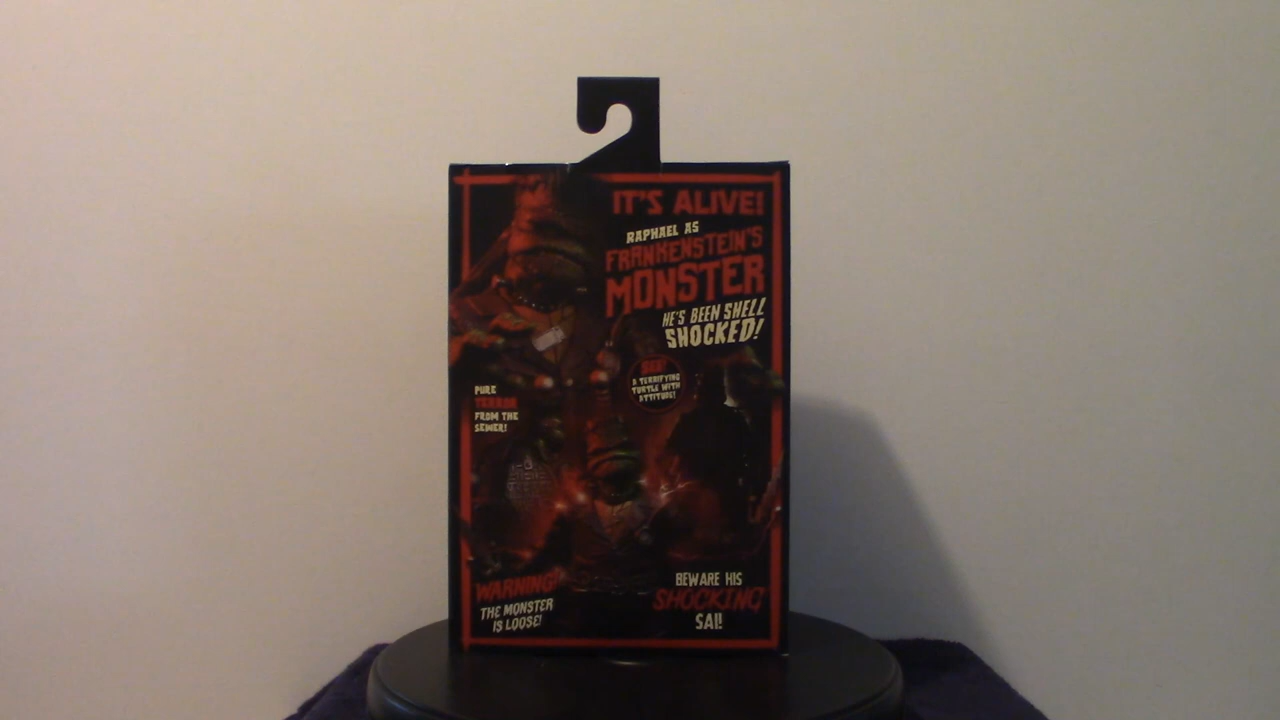 IT'S ALIVE!
RAPHAEL AS
FRANKENSTEIN'S
MONSTER
HE'S BEEN SHELL
SHOCKED!
SEE
A TERRIFYING
TURTLE WITH
ATTITUDE!
PURE
TERROR
FROM THE
SEWER!
WARNING!
THE MONSTER
IS LOOSE!
BEWARE HIS
SHOCKING
SAI!